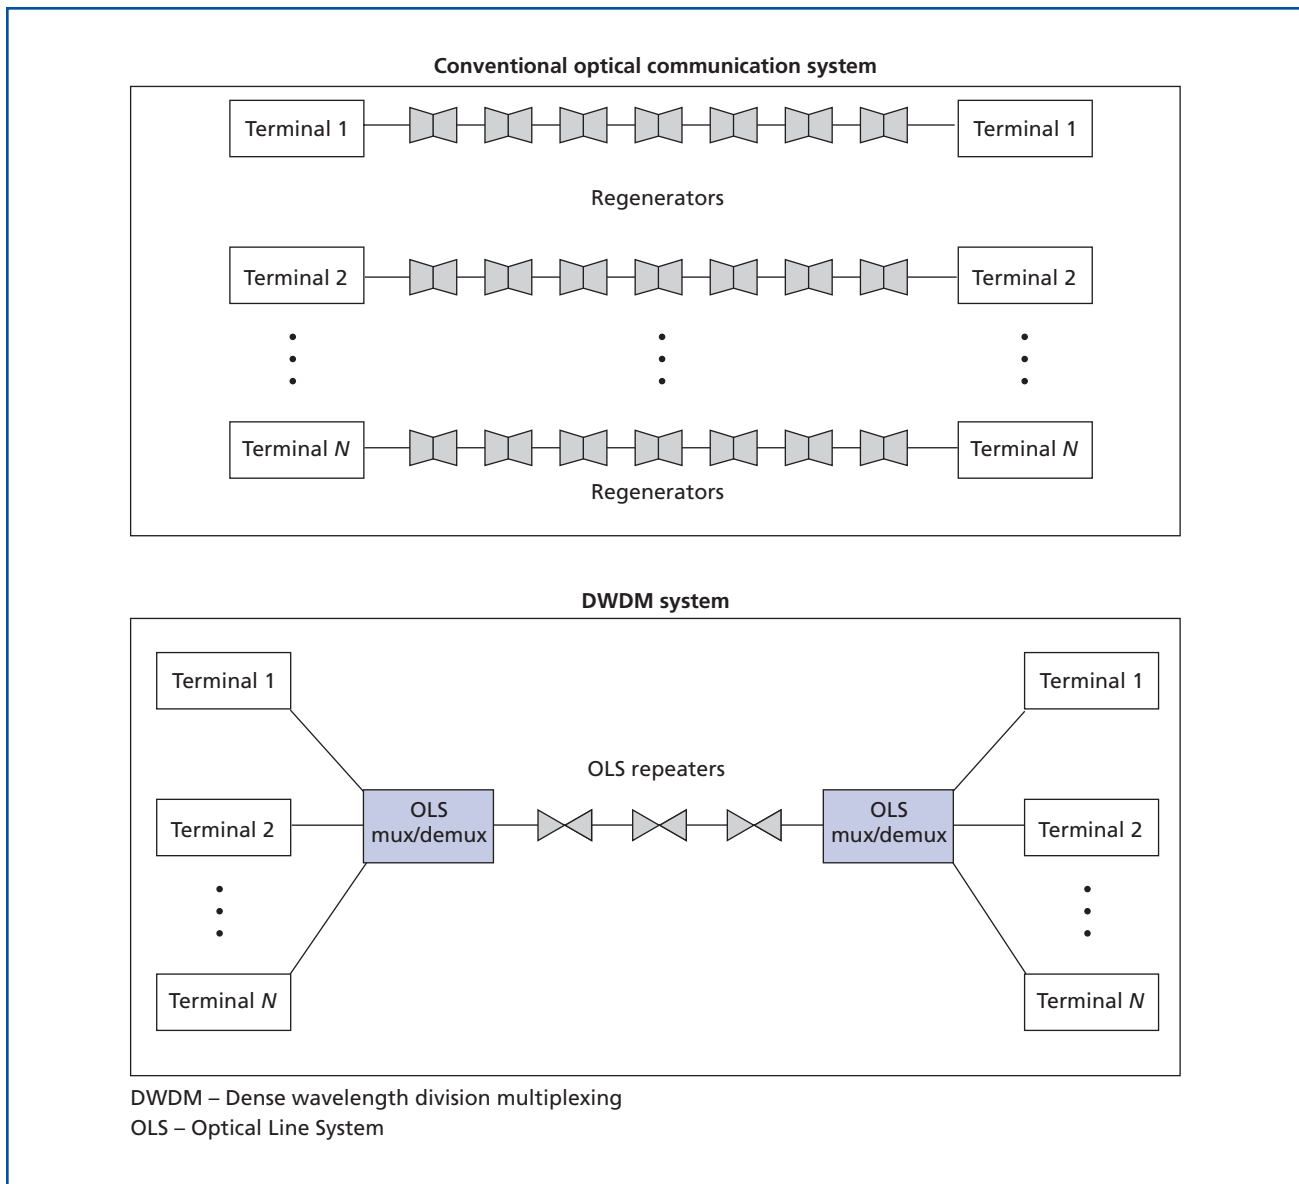 Conventional optical communication system
Terminal 1
Terminal 1
Regenerators
Terminal 2
Terminal 2
Terminal N
Terminal N
Regenerators
DWDM system
Terminal 1
Terminal 1
OLS repeaters
OLS
mux/demux
OLS
mux/demux
Terminal 2
Terminal 2
Terminal N
Terminal N
DWDM – Dense wavelength division multiplexing
OLS – Optical Line System